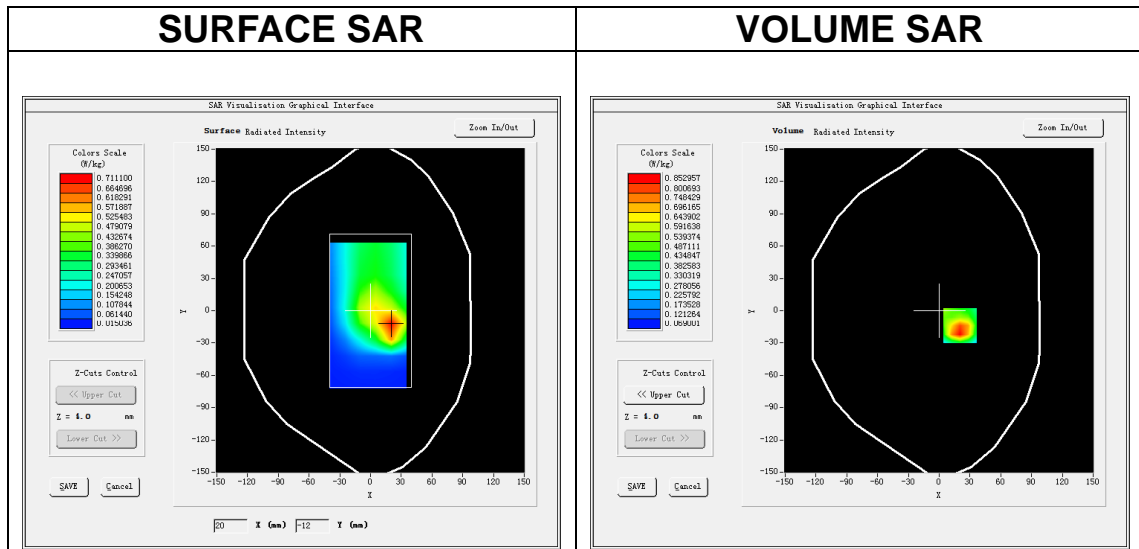 SURFACE SAR
VOLUME SAR
SAR Visualisation Graphical Interface
Surface Radiated Intensity
Zoom In/Out
Colors Scale
(W/kg)
0.711100
0.664696
0.618291
0.571887
0.525483
0.479079
0.432674
0.386270
0.339866
0.293461
0.247057
0.200653
0.154248
0.107844
0.061440
0.015036
150
120
90
60
30
0
-30
-60
-90
-120
-150
Y
-150 -120 -90 -60 -30 0 30 60 90 120 150
X
Z-Cuts Control
<< Upper Cut
Z = 4.0 mm
Lower Cut >>
SAVE Cancel
20 X (mm) -12 Y (mm)
SAR Visualisation Graphical Interface
Volume Radiated Intensity
Zoom In/Out
Colors Scale
(W/kg)
0.852957
0.800693
0.748429
0.696165
0.643902
0.591638
0.539374
0.487111
0.434847
0.382583
0.330319
0.278056
0.225792
0.173528
0.121264
0.069001
150
120
90
60
30
0
-30
-60
-90
-120
-150
Y
-150 -120 -90 -60 -30 0 30 60 90 120 150
X
Z-Cuts Control
<< Upper Cut
Z = 4.0 mm
Lower Cut >>
SAVE Cancel